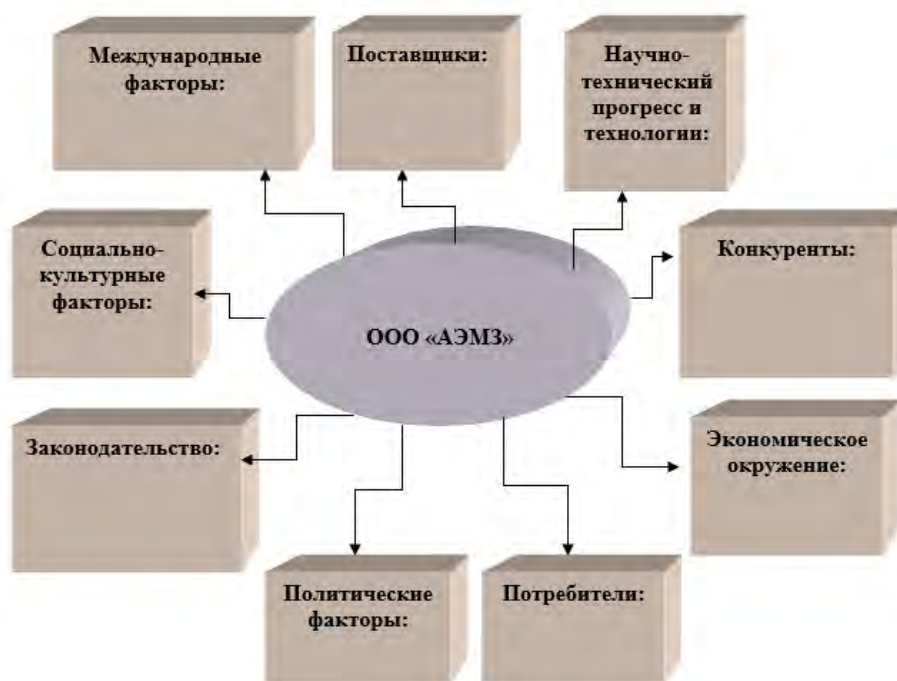 Международные
факторы:
Поставщики:
Научно-
технический
прогресс и
технологии:
Социально-
культурные
факторы:
Конкуренты:
ООО «АЭМЗ»
Законодательство:
Экономическое
окружение:
Политические
факторы:
Потребители: